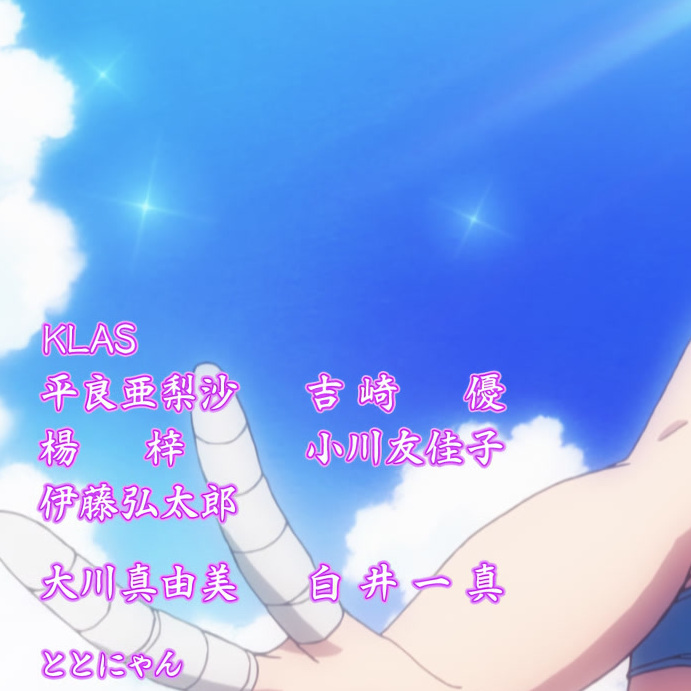 KLAS
平良亜梨沙 吉崎 優
楊 梓 小川友佳子
伊藤弘太郎
大川真由美 白井一真
ととにゃん